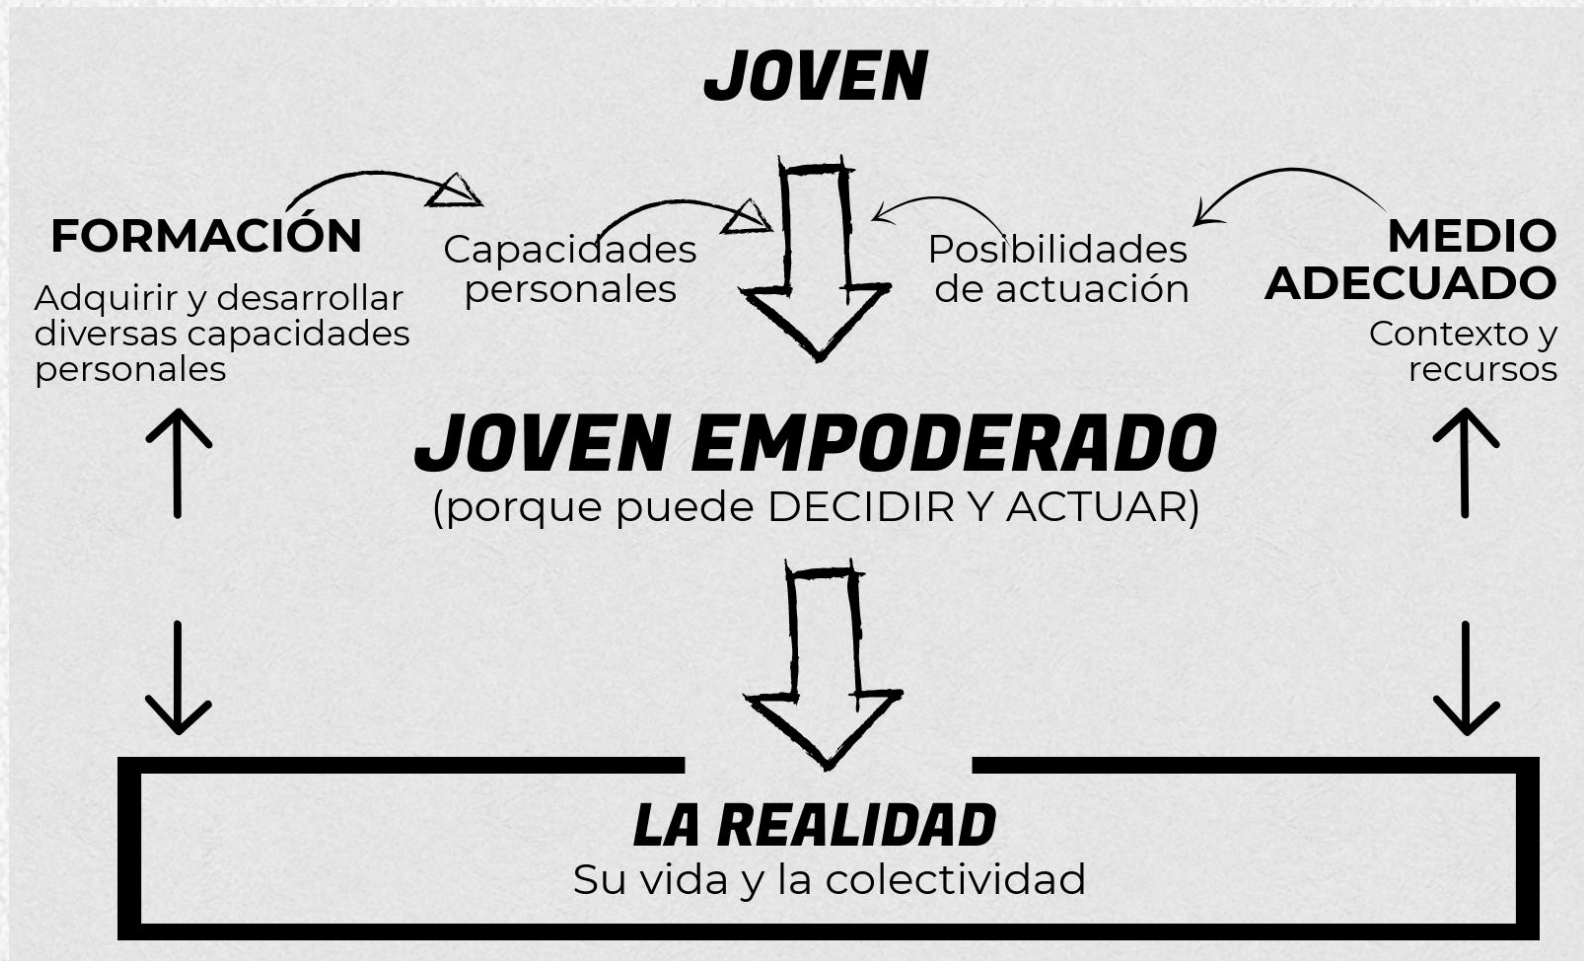 JOVEN
FORMACIÓN
Adquirir y desarrollar
diversas capacidades
personales
Capacidades
personales
Posibilidades
de actuación
MEDIO
ADECUADO
Contexto y
recursos
JOVEN EMPODERADO
(porque puede DECIDIR Y ACTUAR)
LA REALIDAD
Su vida y la colectividad